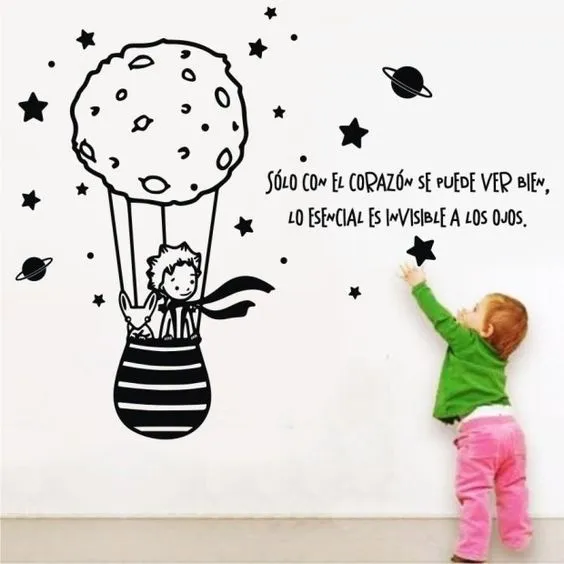 SÓLO CON EL CORAZÓN SE PUEDE VER BIEN,
LO ESENCIAL ES INVISIBLE A LOS OJOS.